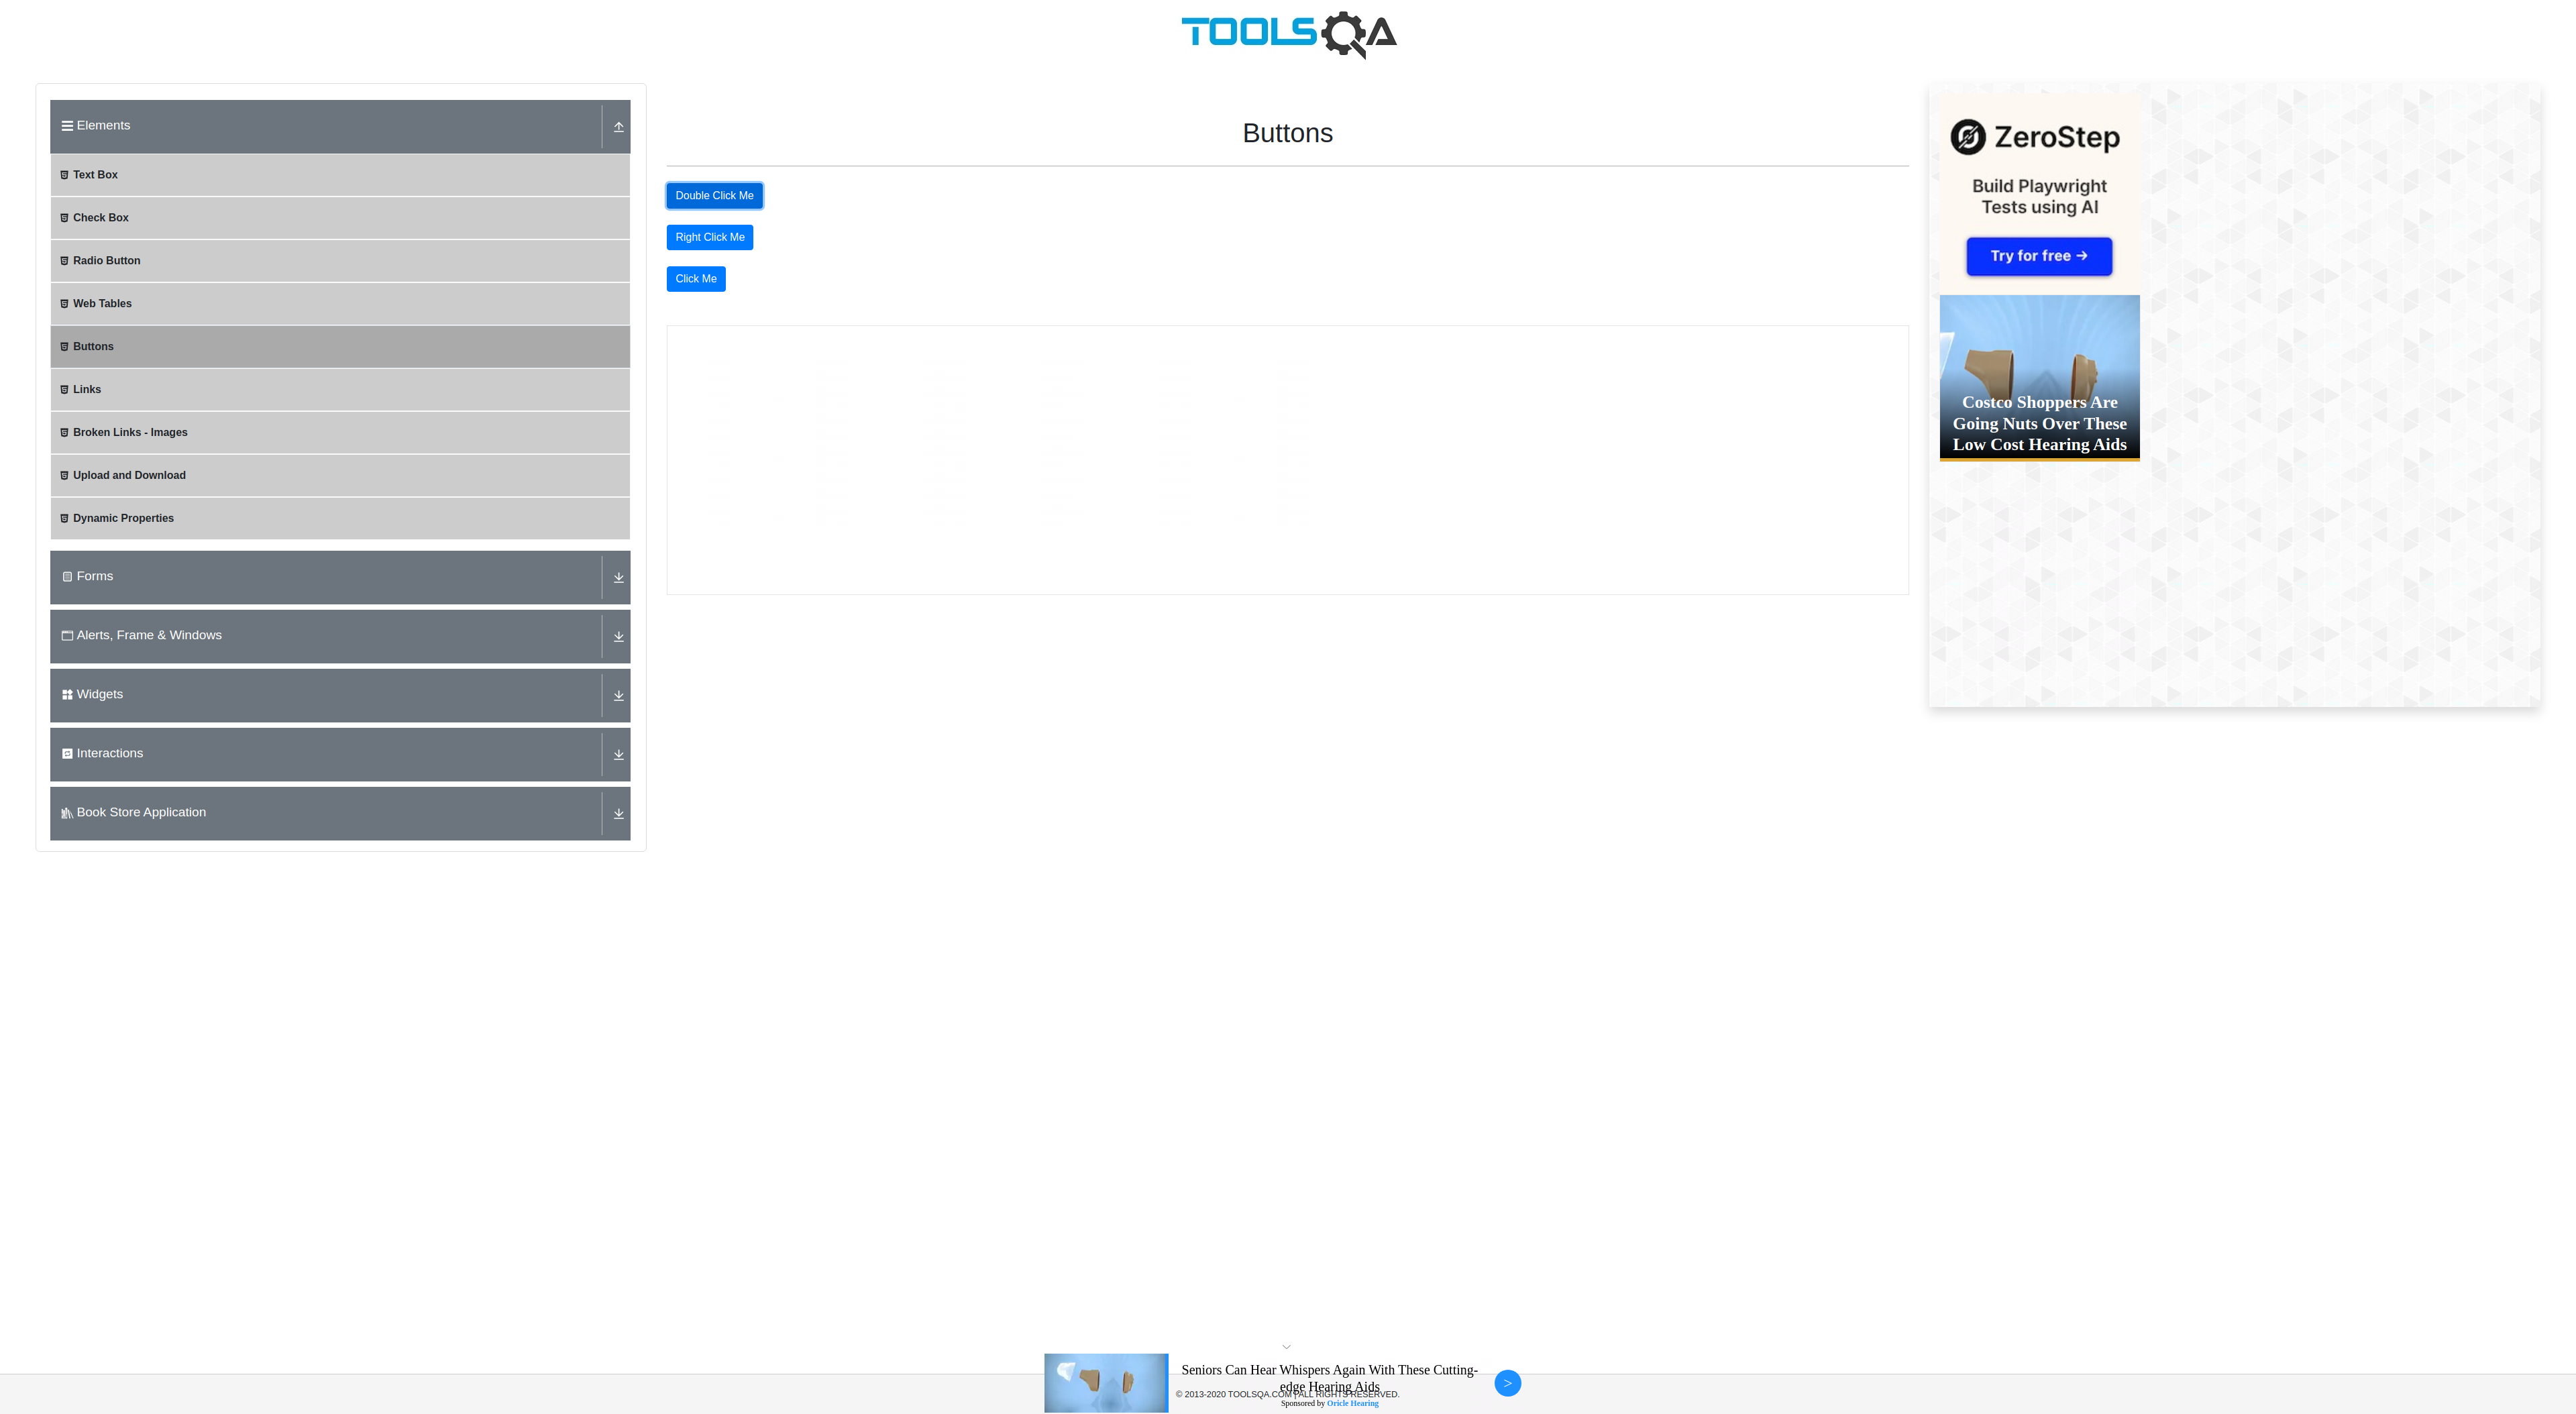 TOOLSQA
Elements
Text Box
Check Box
Radio Button
Web Tables
Buttons
Links
Broken Links - Images
Upload and Download
Dynamic Properties
Forms
Alerts, Frame & Windows
Widgets
Interactions
Book Store Application
Buttons
Double Click Me
Right Click Me
Click Me
ZeroStep
Build Playwright
Tests using AI
Try for free →
Costco Shoppers Are
Going Nuts Over These
Low Cost Hearing Aids
Seniors Can Hear Whispers Again With These Cutting-
edge Hearing Aids
© 2013-2020 TOOLSQA.COM | ALL RIGHTS RESERVED.
Sponsored by Oricle Hearing
>